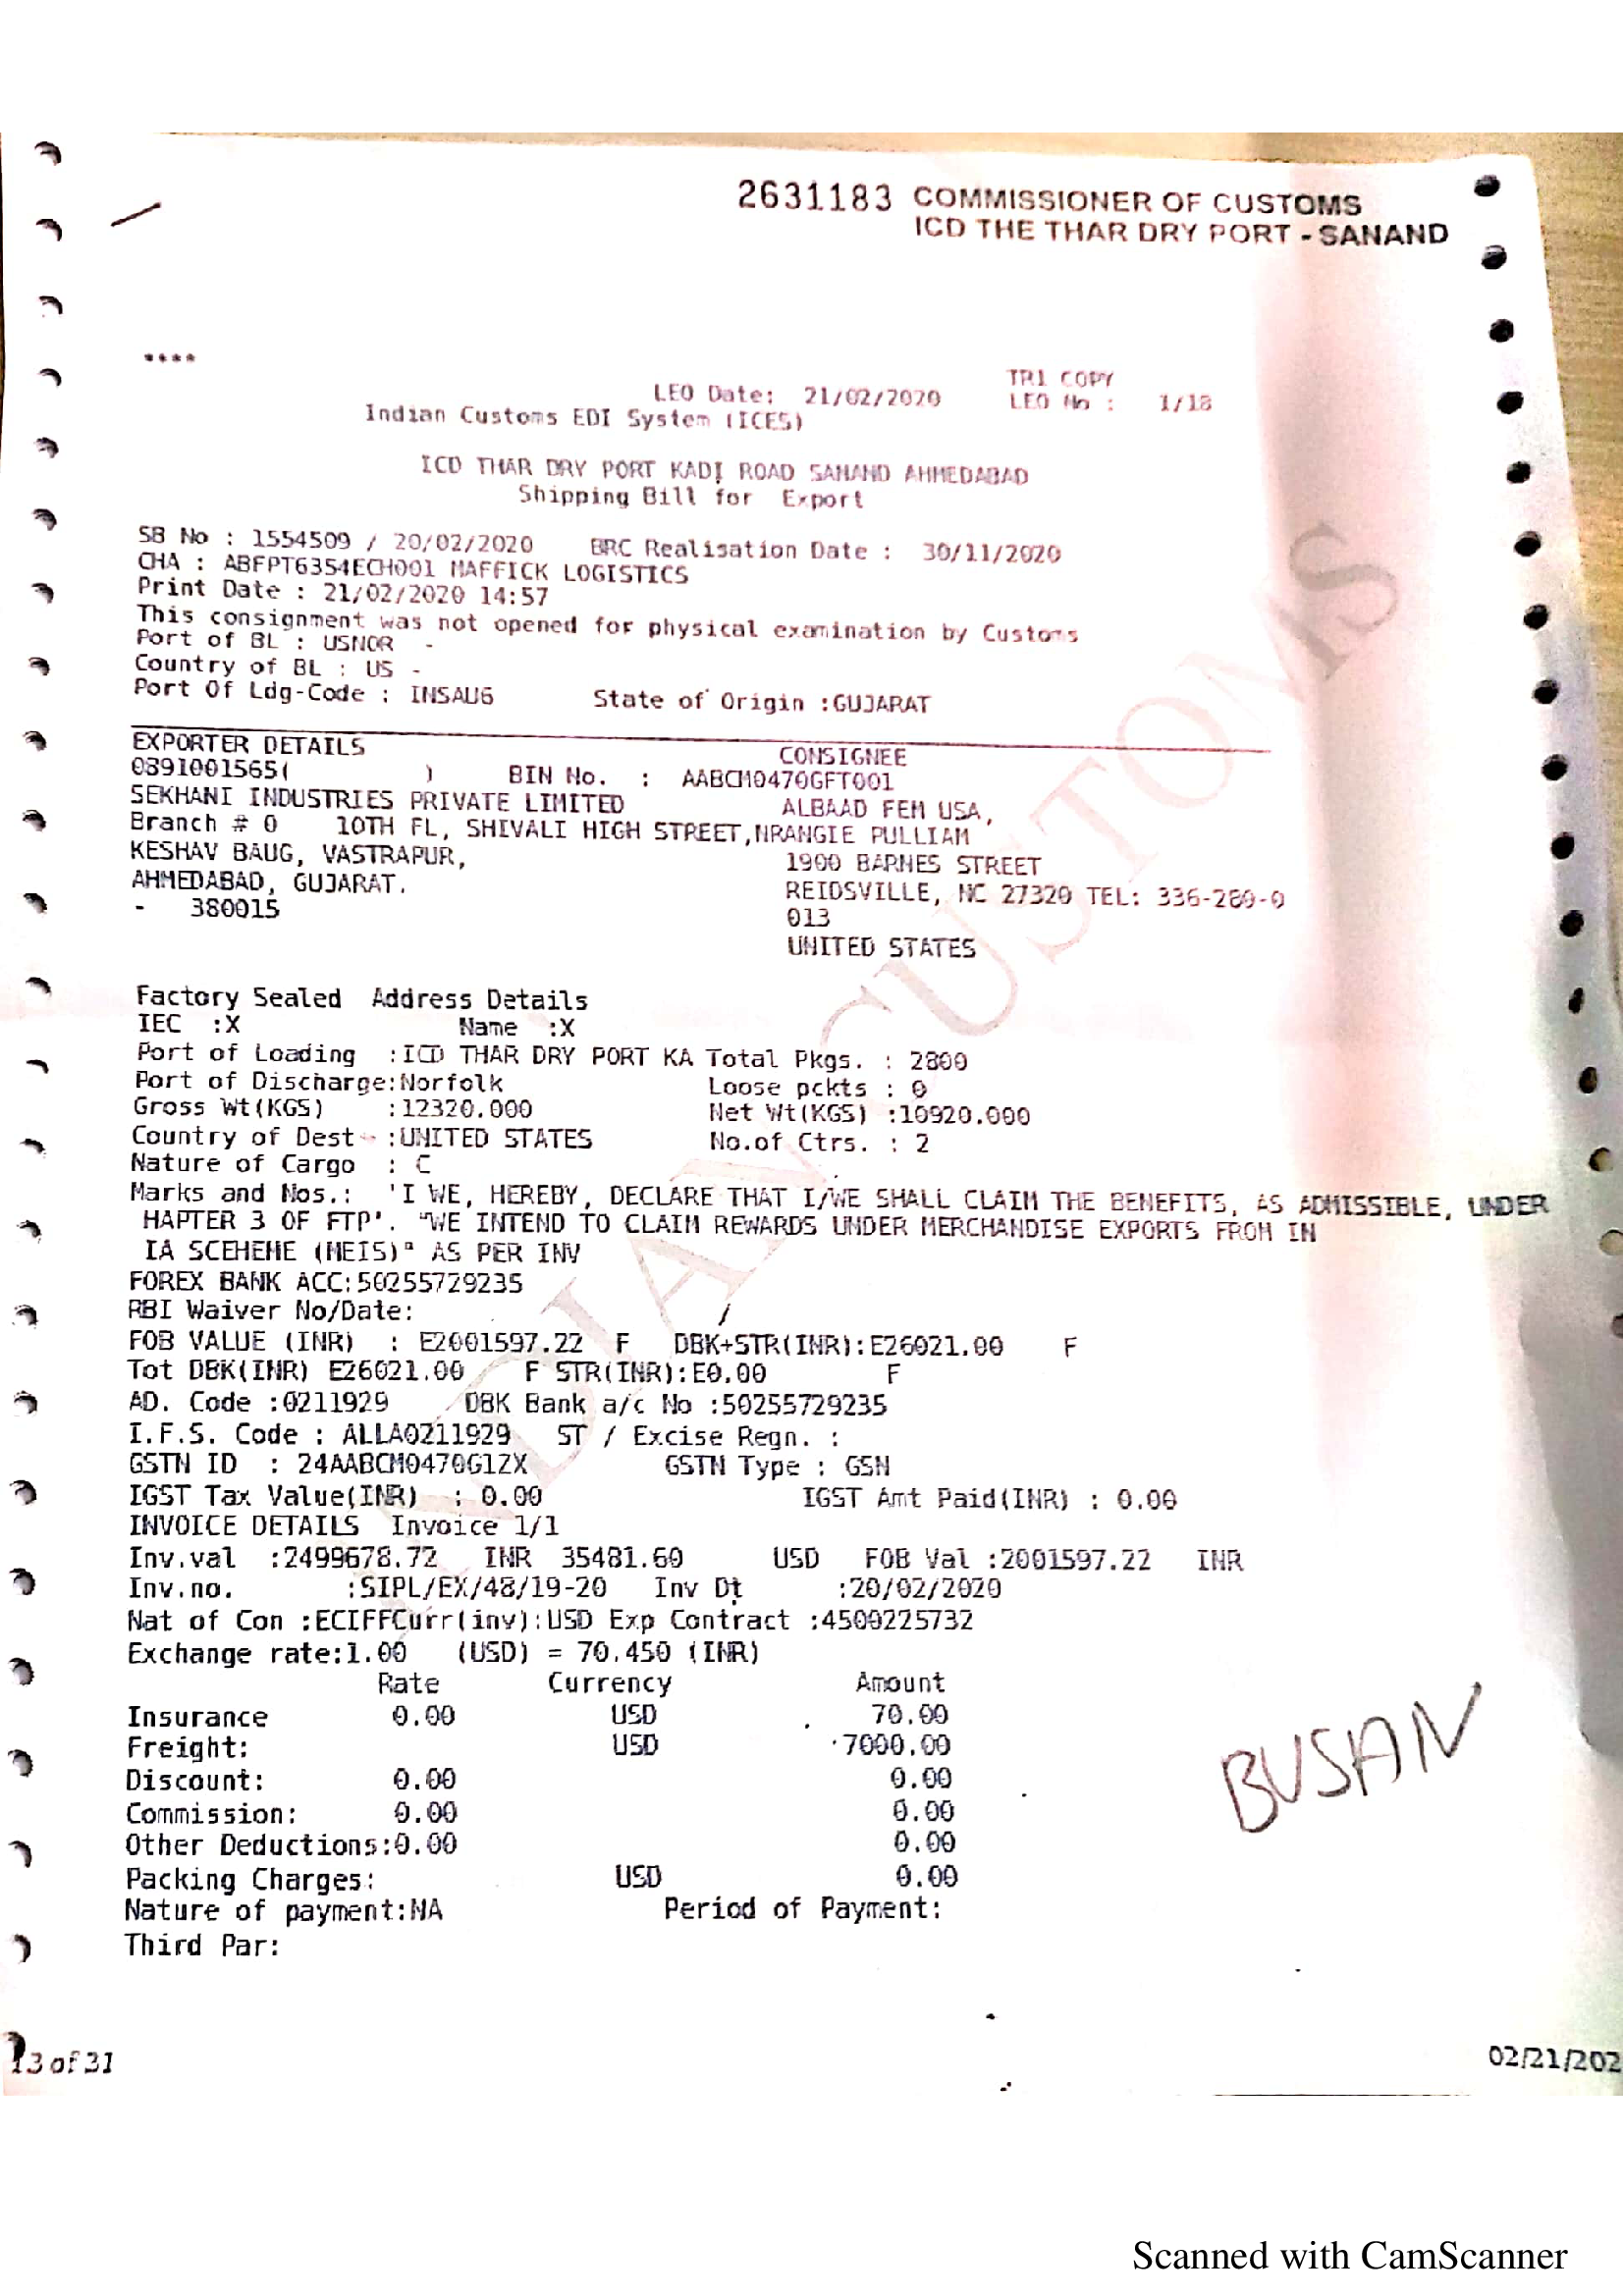 2631183 COMMISSIONER OF CUSTOMS
ICD THE THAR DRY PORT - SANAND
****
TR1 COPY
LEO Date: 21/02/2020 LEO No : 1/18
Indian Customs EDI System (ICES)
ICD THAR DRY PORT KADI ROAD SANAND AHMEDABAD
Shipping Bill for Export
SB No : 1554509 / 20/02/2020 BRC Realisation Date : 30/11/2020
CHA : ABFPT6354ECH001 MAFFICK LOGISTICS
Print Date : 21/02/2020 14:57
This consignment was not opened for physical examination by Customs
Port of BL : USNOR -
Country of BL : US -
Port Of Ldg-Code : INSAU6 State of Origin :GUJARAT
EXPORTER DETAILS CONSIGNEE
0891001565( ) BIN No. : AABCM0470GFT001
SEKHANI INDUSTRIES PRIVATE LIMITED ALBAAD FEM USA,
Branch # 0 10TH FL, SHIVALI HIGH STREET,NRANGIE PULLIAM
KESHAV BAUG, VASTRAPUR, 1900 BARNES STREET
AHMEDABAD, GUJARAT. REIDSVILLE, NC 27320 TEL: 336-280-0
- 380015 013
UNITED STATES
Factory Sealed Address Details
IEC :X Name :X
Port of Loading :ICD THAR DRY PORT KA Total Pkgs. : 2800
Port of Discharge:Norfolk Loose pckts : 0
Gross Wt(KGS) :12320.000 Net Wt(KGS) :10920.000
Country of Dest :UNITED STATES No.of Ctrs. : 2
Nature of Cargo : C
Marks and Nos.: 'I WE, HEREBY, DECLARE THAT I/WE SHALL CLAIM THE BENEFITS, AS ADMISSIBLE, UNDER
HAPTER 3 OF FTP'. "WE INTEND TO CLAIM REWARDS UNDER MERCHANDISE EXPORTS FROM IN
IA SCEHEME (MEIS)" AS PER INV
FOREX BANK ACC:50255729235
RBI Waiver No/Date: /
FOB VALUE (INR) : E2001597.22 F DBK+STR(INR):E26021.00 F
Tot DBK(INR) E26021.00 F STR(INR):E0.00 F
AD. Code :0211929 DBK Bank a/c No :50255729235
I.F.S. Code : ALLA0211929 ST / Excise Regn. :
GSTN ID : 24AABCM0470G1ZX GSTN Type : GSN
IGST Tax Value(INR) : 0.00 IGST Amt Paid(INR) : 0.00
INVOICE DETAILS Invoice 1/1
Inv.val :2499678.72 INR 35481.60 USD FOB Val :2001597.22 INR
Inv.no. :SIPL/EX/48/19-20 Inv Dt :20/02/2020
Nat of Con :ECIFFCurr(inv):USD Exp Contract :4500225732
Exchange rate:1.00 (USD) = 70.450 (INR)
Rate Currency Amount
Insurance 0.00 USD 70.00
Freight: USD 7000.00
Discount: 0.00 0.00
Commission: 0.00 0.00
Other Deductions:0.00 0.00
Packing Charges: USD 0.00
Nature of payment:NA Period of Payment:
Third Par:
BUSAN
INDIAN CUSTOMS
13 of 31 02/21/202
Scanned with CamScanner